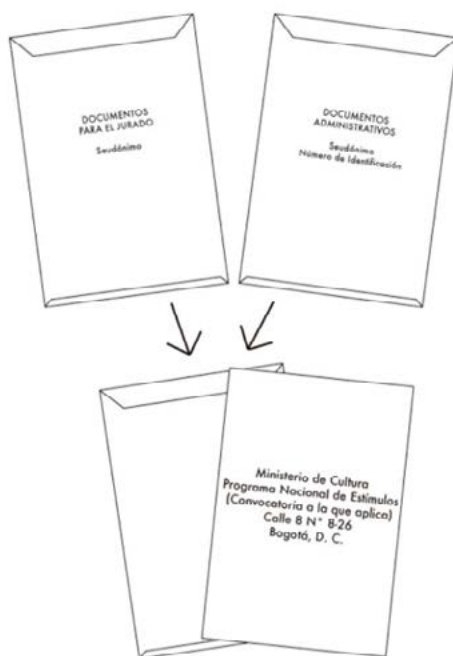 DOCUMENTOS
PARA EL JURADO
Seudónimo
DOCUMENTOS
ADMINISTRATIVOS
Seudónimo
Número de Identificación
Ministerio de Cultura
Programa Nacional de Estímulos
(Convocatoria a la que aplica)
Calle 8 N° 8-26
Bogotá, D. C.